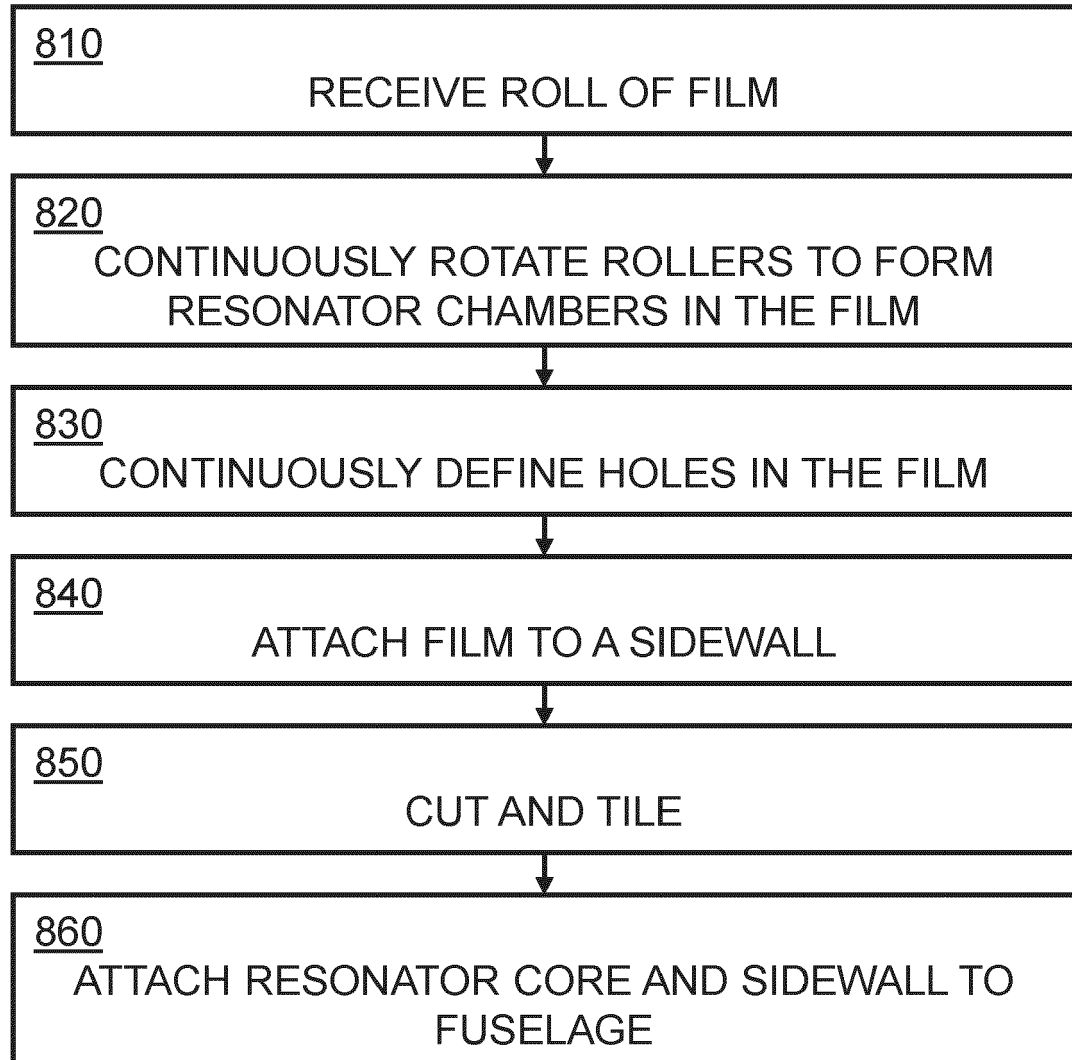 810
RECEIVE ROLL OF FILM
820
CONTINUOUSLY ROTATE ROLLERS TO FORM
RESONATOR CHAMBERS IN THE FILM
830
CONTINUOUSLY DEFINE HOLES IN THE FILM
840
ATTACH FILM TO A SIDEWALL
850
CUT AND TILE
860
ATTACH RESONATOR CORE AND SIDEWALL TO
FUSELAGE